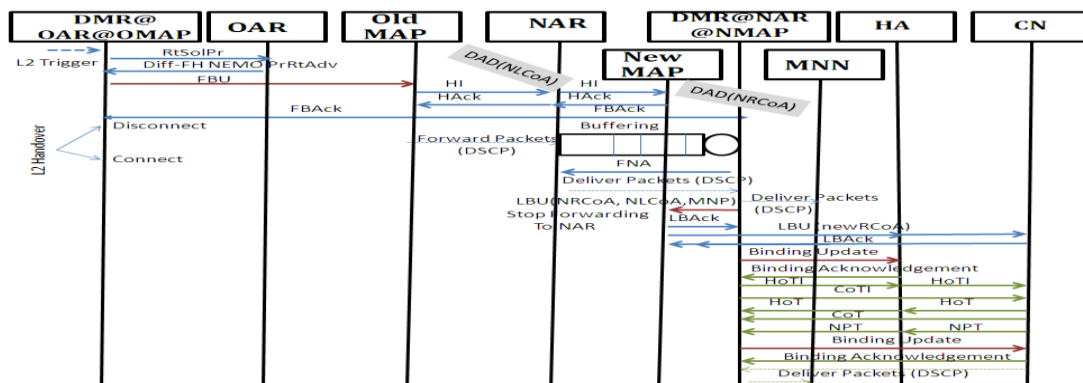 DMR@
OAR@OMAP
OAR
Old
MAP
NAR
DMR@NAR
@NMAP
HA
CN
New
MAP
MNN
RtSolPr
L2 Trigger
Diff-FH NEMO PrRtAdv
FBU
DAD(NLCoA)
HI
HI
HAck
HAck
DAD(NRCoA)
FBAck
FBAck
Disconnect
Buffering
L2 Handover
Forward Packets
(DSCP)
Connect
FNA
Deliver Packets (DSCP)
LBU(NRCoA, NLCoA,MNP)
Deliver Packets
(DSCP)
Stop Forwarding
To NAR
LBAck
LBU (newRCoA)
LBAck
Binding Update
Binding Acknowledgement
HoTI
HoTI
CoTI
HoT
HoT
CoT
NPT
NPT
Binding Update
Binding Acknowledgement
Deliver Packets (DSCP)